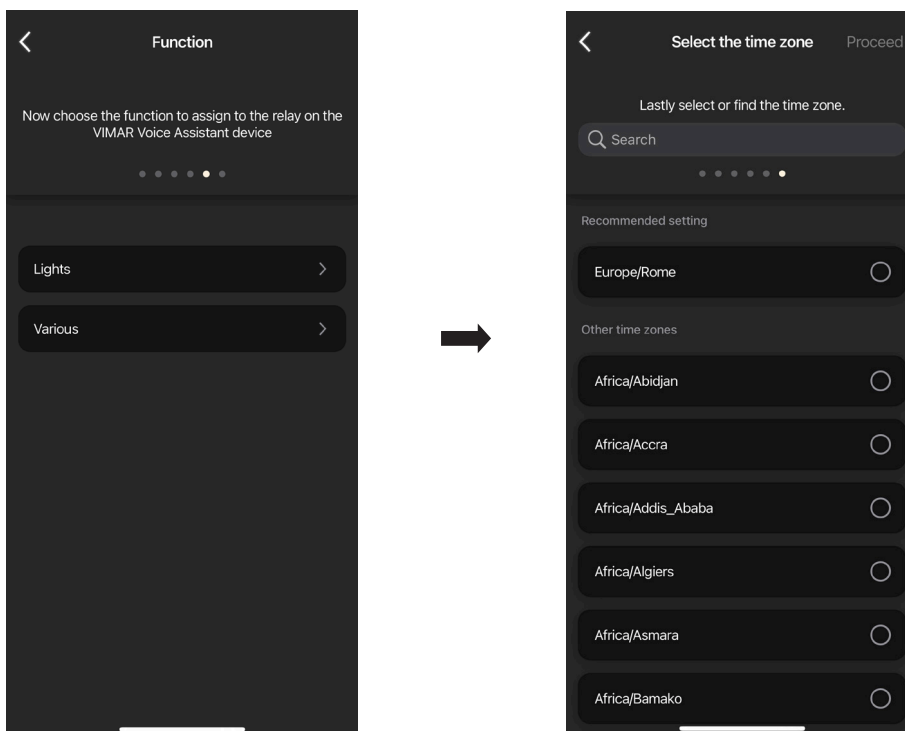 Function
Now choose the function to assign to the relay on the
VIMAR Voice Assistant device
Lights
Various
Select the time zone
Proceed
Lastly select or find the time zone.
Search
Recommended setting
Europe/Rome
Other time zones
Africa/Abidjan
Africa/Accra
Africa/Addis_Ababa
Africa/Algiers
Africa/Asmara
Africa/Bamako